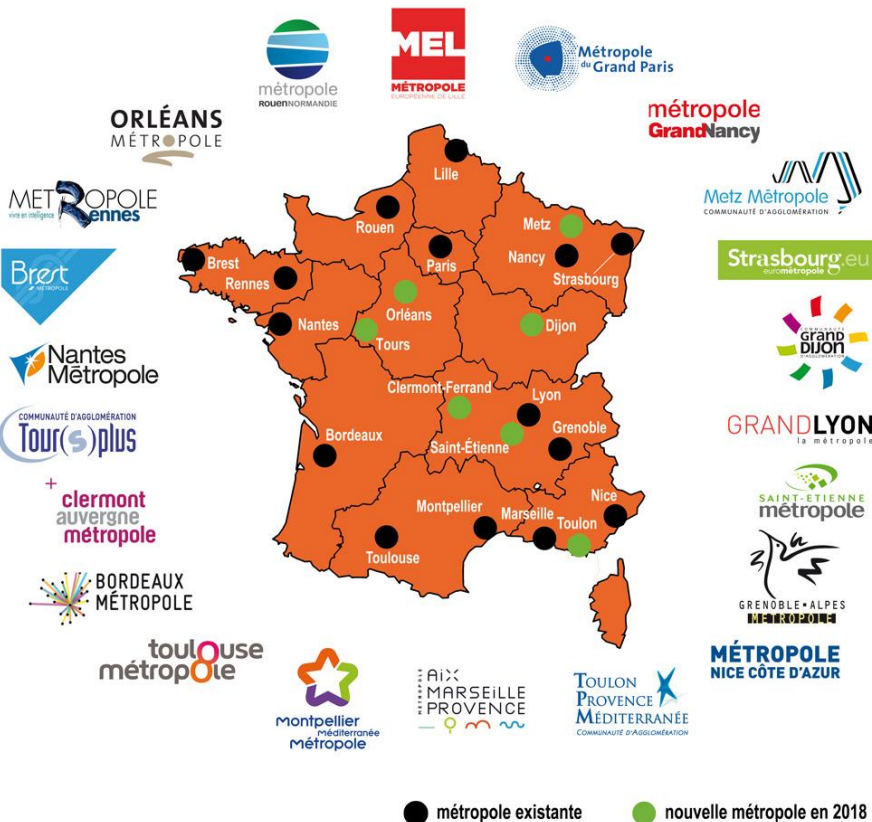 MEL
MÉTROPOLE
EUROPÉENNE DE LILLE
métropole
ROUENNORMANDIE
Métropole
du Grand Paris
ORLÉANS
MÉTROPOLE
métropole
GrandNancy
METROPOLE
vivre en intelligence Rennes
Metz Métropole
COMMUNAUTÉ D'AGGLOMÉRATION
Brest
MÉTROPOLE
Strasbourg.eu
eurométropole
Nantes
Métropole
COMMUNAUTÉ
GRAND
DIJON
D'AGGLOMÉRATION
COMMUNAUTÉ D'AGGLOMÉRATION
Tour(s)plus
GRANDLYON
la métropole
+
clermont
auvergne
métropole
SAINT-ETIENNE
métropole
BORDEAUX
MÉTROPOLE
GRENOBLE-ALPES
METROPOLE
toulouse
métropole
MÉTROPOLE
NICE CÔTE D'AZUR
Montpellier
Méditerranée
Métropole
MÉTROPOLE
AiX
MARSEiLLE
PROVENCE
TOULON
PROVENCE
MÉDITERRANÉE
COMMUNAUTÉ D'AGGLOMÉRATION
Lille
Rouen
Metz
Paris
Nancy
Strasbourg
Brest
Rennes
Orléans
Nantes
Dijon
Tours
Clermont-Ferrand
Lyon
Grenoble
Saint-Étienne
Bordeaux
Nice
Montpellier
Marseille
Toulon
Toulouse
métropole existante
nouvelle métropole en 2018